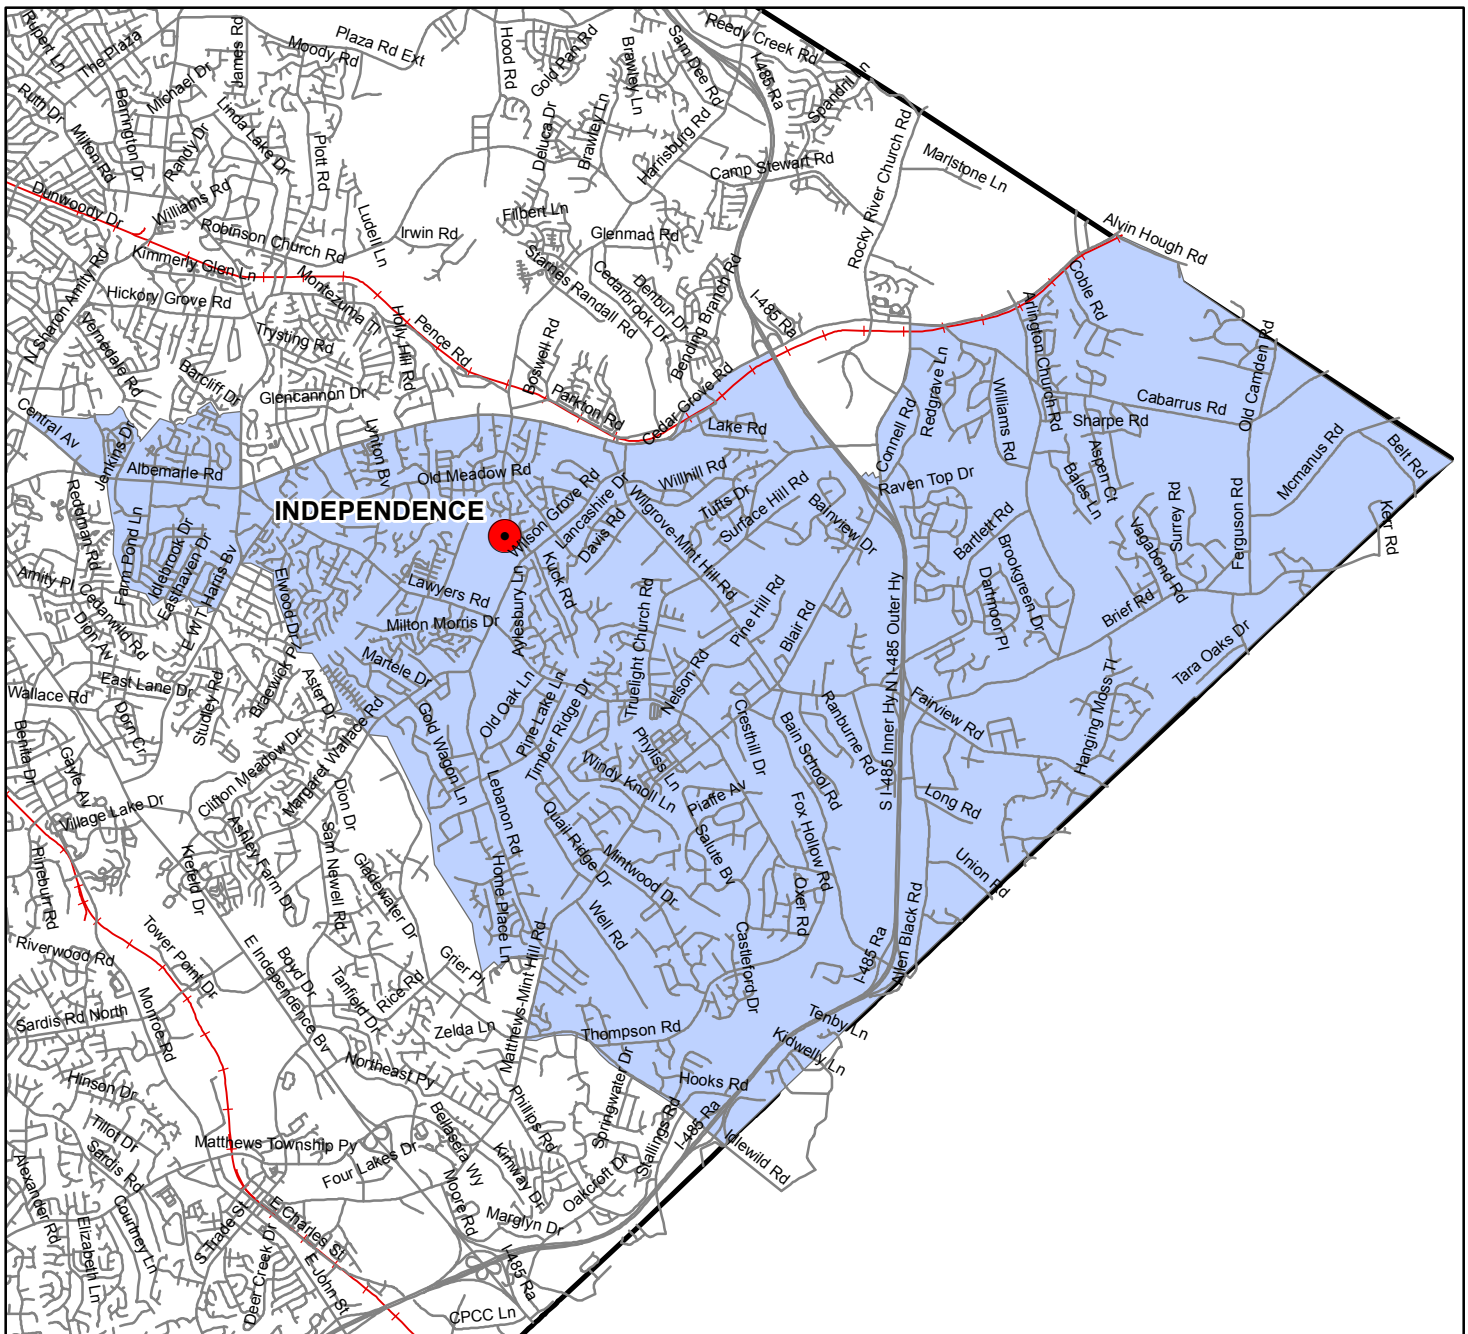 Rupert Ln
The Plaza
James Rd
Moody Rd
Plaza Rd Ext
Hood Rd
Gold Pan Rd
Brawley Ln
Sam Dee Rd
Reedy Creek Rd
I-485 Ra
Spandril Ln
Ruth Dr
Barrington Dr
Michael Dr
Linda Lake Dr
Milton Rd
Randy Dr
Plott Rd
Deluca Dr
Brawley Ln
Harrisburg Rd
Camp Stewart Rd
Rocky River Church Rd
Marlstone Ln
Dunwoody Dr
Williams Rd
Robinson Church Rd
Ludell Ln
Irwin Rd
Filbert Ln
Glenmac Rd
Alvin Hough Rd
N Sharon Amity Rd
Kimmerly Glen Ln
Hickory Grove Rd
Montezuma Tl
Starnes Randall Rd
Cedarbrook Dr
Denbur Dr
Bending Branch Rd
I-485 Ra
Coble Rd
Vernedale Rd
Trysting Rd
Holly Hill Rd
Pence Rd
Boswell Rd
Arlington Church Rd
Old Camden Rd
Barcliff Dr
Glencannon Dr
Parkton Rd
Cedar Grove Rd
Redgrave Ln
Williams Rd
Cabarrus Rd
Central Av
Jenkins Dr
Lynton Bv
Lake Rd
Connell Rd
Sharpe Rd
Albemarle Rd
Old Meadow Rd
Willhill Rd
Raven Top Dr
Aspen Ct
Bales Ln
Mcmanus Rd
Belt Rd
Redman Rd
INDEPENDENCE
Wilson Grove Rd
Lancashire Dr
Davis Rd
Wilgrove-Mint Hill Rd
Tufts Dr
Surface Hill Rd
Bainview Dr
Bartlett Rd
Vagabond Rd
Surrey Rd
Ferguson Rd
Kerr Rd
Farm Pond Ln
Idlebrook Dr
Easthaven Dr
E W T Harris Bv
Amity Pl
Cedarwild Rd
Dion Av
Elwood Dr
Lawyers Rd
Milton Morris Dr
Aylesbury Ln
Kuck Rd
Truelight Church Rd
Pine Hill Rd
Blair Rd
S I-485 Inner Hy
N I-485 Outer Hy
Dartmoor Pl
Brookgreen Dr
Brief Rd
Tara Oaks Dr
Wallace Rd
East Lane Dr
Dorn Cr
Studley Rd
Braewick Pl
Aster Dr
Martele Dr
Old Oak Ln
Pine Lake Ln
Timber Ridge Dr
Nelson Rd
Cresthill Dr
Bain School Rd
Ranburne Rd
Fairview Rd
Hanging Moss Tl
Benita Dr
Gayle Av
Village Lake Dr
Clifton Meadow Dr
Margaret Wallace Rd
Gold Wagon Ln
Phyliss Ln
Windy Knoll Ln
Piaffe Av
Fox Hollow Rd
Long Rd
Pineburr Rd
Krefeld Dr
Ashley Farm Dr
Dion Dr
Sam Newell Rd
Gladewater Dr
Lebanon Rd
Home Place Ln
Quail Ridge Dr
Mintwood Dr
Salute Bv
Oxer Rd
Union Rd
Riverwood Rd
Tower Point Dr
E Independence Bv
Boyd Dr
Tanfield Dr
Rice Rd
Grier Pl
Matthews-Mint Hill Rd
Well Rd
Castleford Dr
I-485 Ra
Allen Black Rd
Sardis Rd North
Monroe Rd
Zelda Ln
Thompson Rd
Tenby Ln
Kidwelly Ln
Hinson Dr
Northeast Py
Phillips Rd
Springwater Dr
Hooks Rd
Tillot Dr
Sardis Rd
Matthews Township Py
Four Lakes Dr
Bellasera Wy
Kimway Dr
Oakcroft Dr
Stallings Rd
I-485 Ra
Idlewild Rd
Alexander Rd
Elizabeth Ln
Courtney Ln
S Trade St
Deer Creek Dr
E Charles St
E John St
Moore Rd
Marglyn Dr
I-485 Ra
CPCC Ln